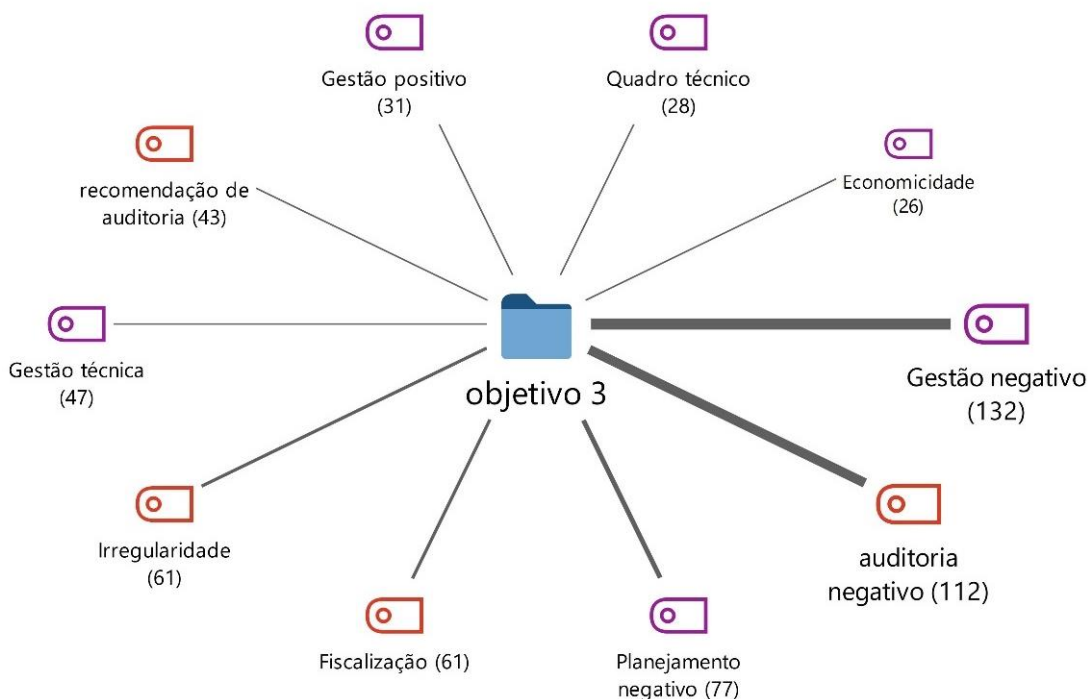 Gestão positivo
(31)
Quadro técnico
(28)
recomendação de
auditoria (43)
Economicidade
(26)
Gestão técnica
(47)
objetivo 3
Gestão negativo
(132)
Irregularidade
(61)
auditoria
negativo (112)
Fiscalização (61)
Planejamento
negativo (77)